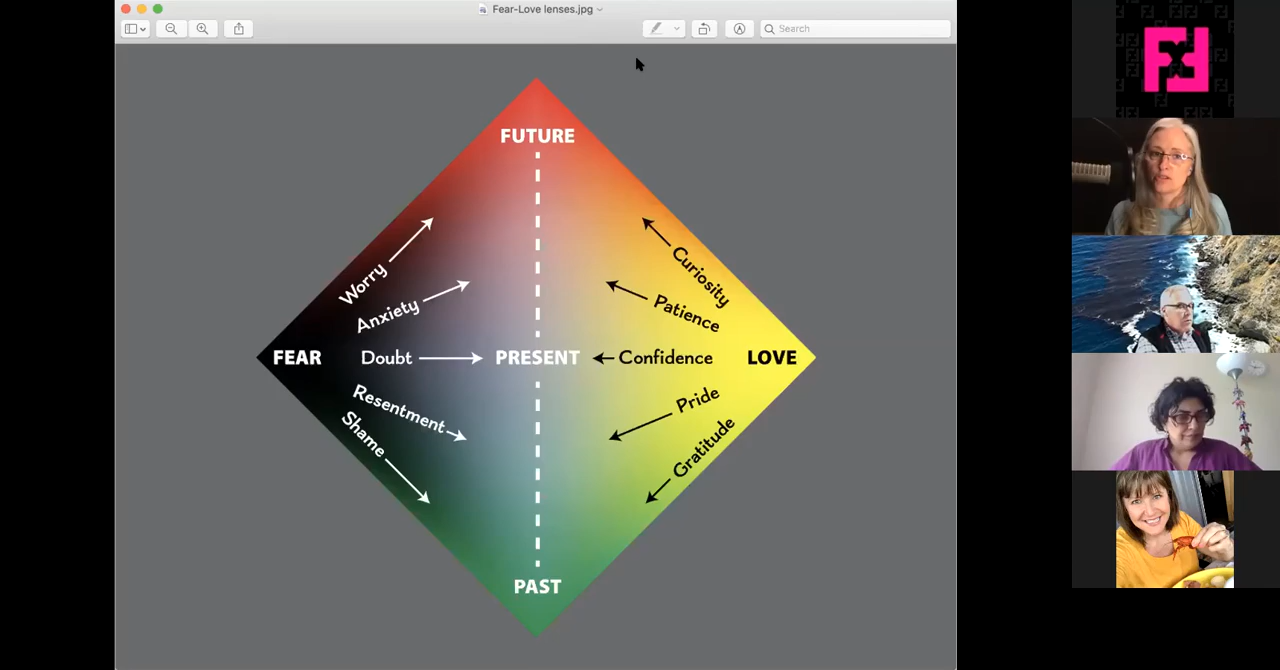 Fear-Love lenses.jpg
Search
FUTURE
Worry
Curiosity
Anxiety
Patience
FEAR
Doubt
PRESENT
Confidence
LOVE
Resentment
Pride
Shame
Gratitude
PAST